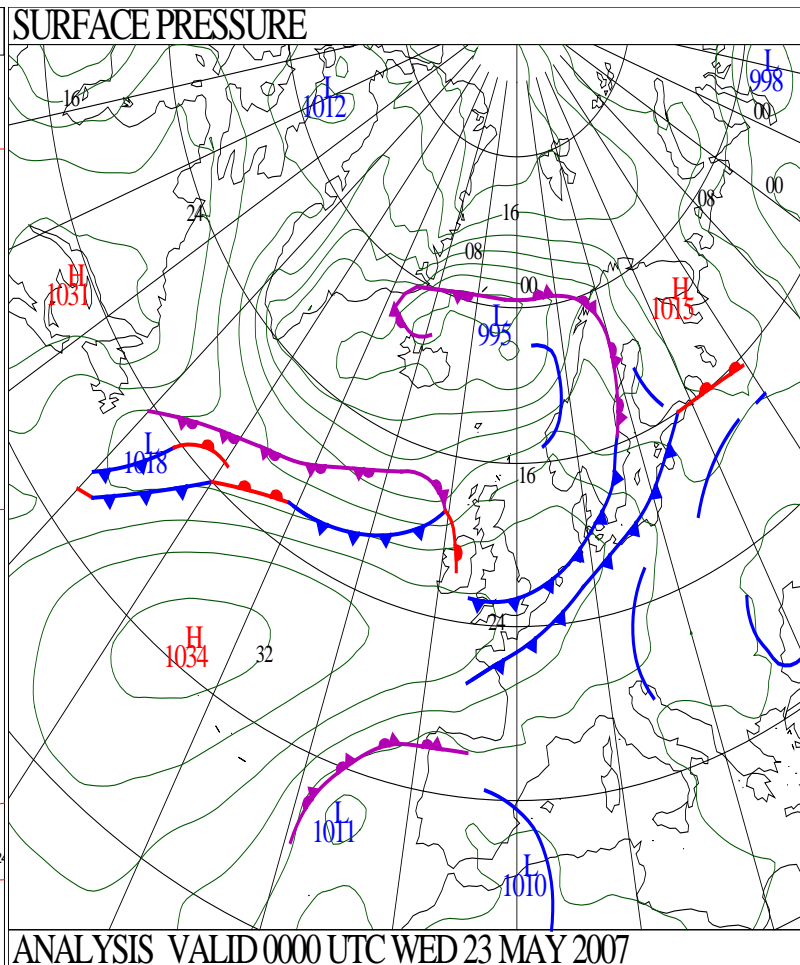 SURFACE PRESSURE
L
998
16
L
1012
00
00
08
24
16
08
H
1031
00
H
1015
L
995
L
1018
16
24
H
1034
32
L
1011
L
1010
ANALYSIS VALID 0000 UTC WED 23 MAY 2007